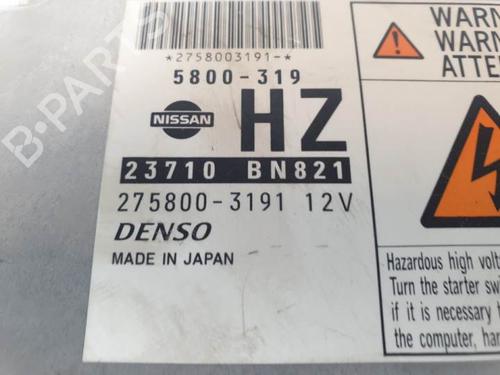 *2758003191-*
5800-319
NISSAN
HZ
23710 BN821
275800-3191 12V
DENSO
MADE IN JAPAN
WARN
WARN
ATTE
Hazardous high volt
Turn the starter sw
if it is necessary
the computer, har
B-PARTS